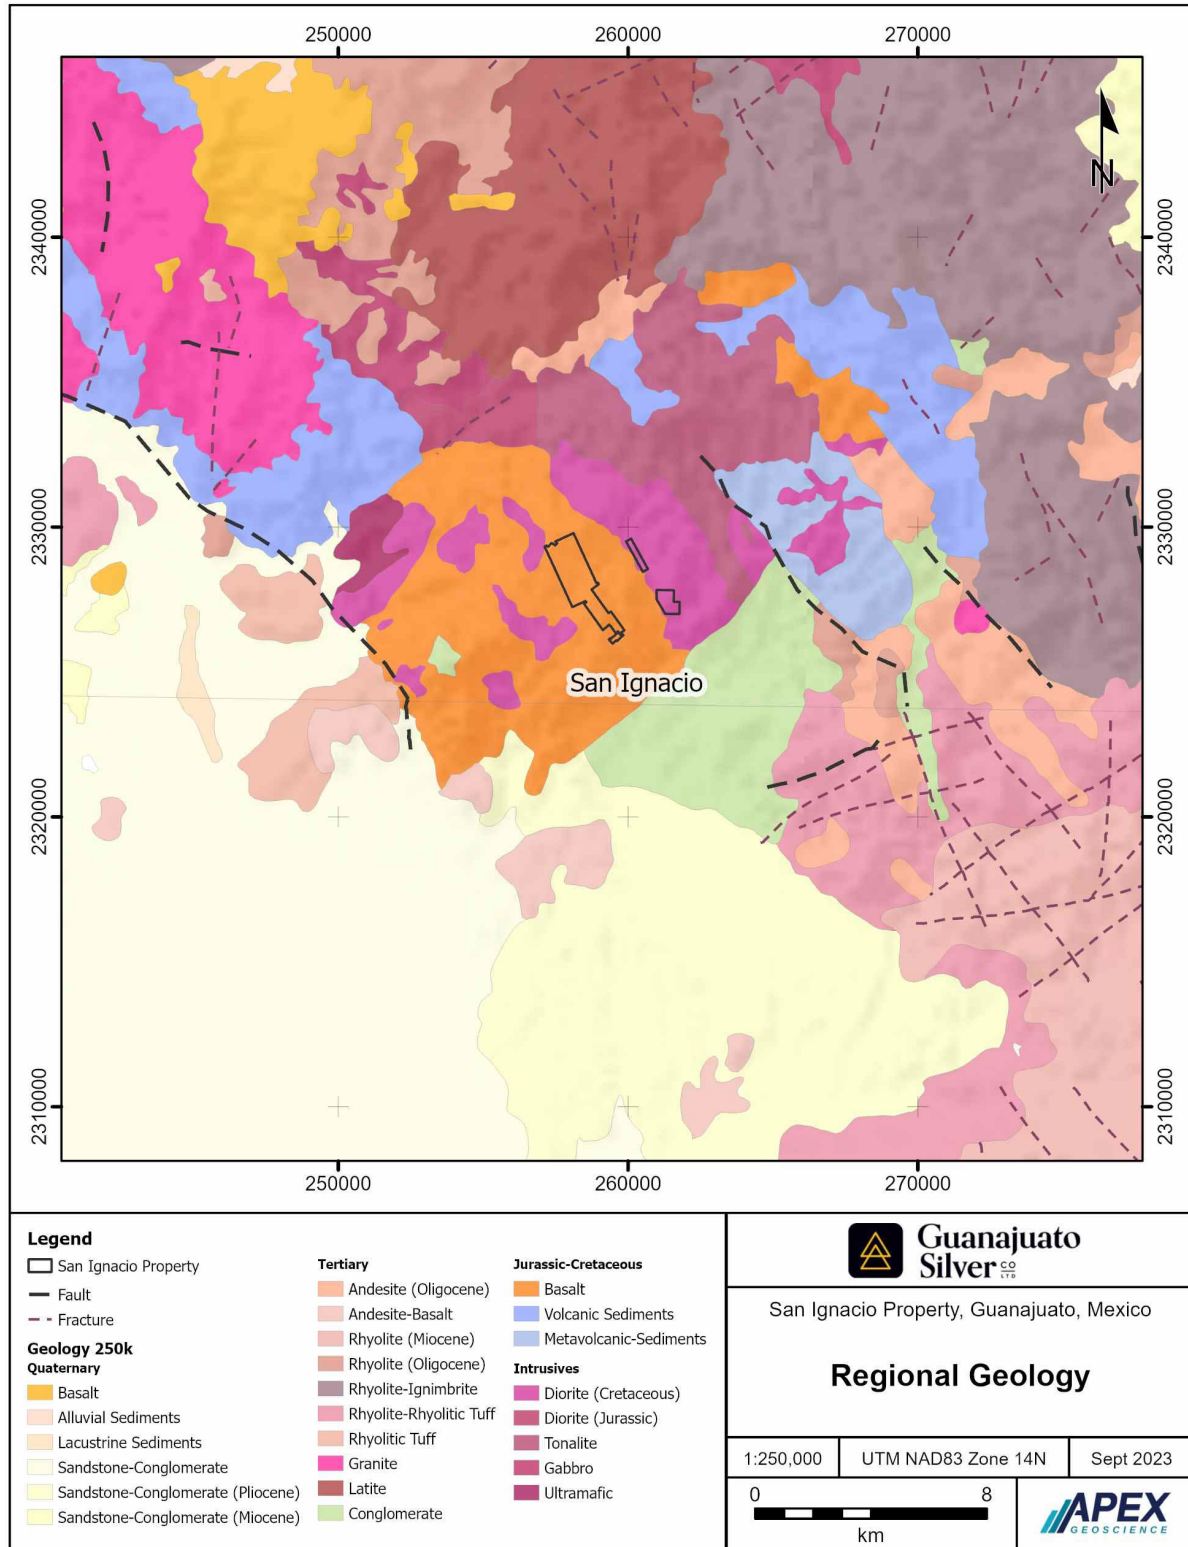 250000
260000
270000
2340000
2340000
N
2330000
2330000
San Ignacio
2320000
2320000
2310000
2310000
250000
260000
270000
Legend
San Ignacio Property
Fault
Fracture
Geology 250k
Quaternary
Basalt
Alluvial Sediments
Lacustrine Sediments
Sandstone-Conglomerate
Sandstone-Conglomerate (Pliocene)
Sandstone-Conglomerate (Miocene)
Tertiary
Andesite (Oligocene)
Andesite-Basalt
Rhyolite (Miocene)
Rhyolite (Oligocene)
Rhyolite-Ignimbrite
Rhyolite-Rhyolitic Tuff
Rhyolitic Tuff
Granite
Latite
Conglomerate
Jurassic-Cretaceous
Basalt
Volcanic Sediments
Metavolcanic-Sediments
Intrusives
Diorite (Cretaceous)
Diorite (Jurassic)
Tonalite
Gabbro
Ultramafic
Guanajuato
Silver CO LTD
San Ignacio Property, Guanajuato, Mexico
Regional Geology
1:250,000
UTM NAD83 Zone 14N
Sept 2023
0 8
km
APEX
GEOSCIENCE